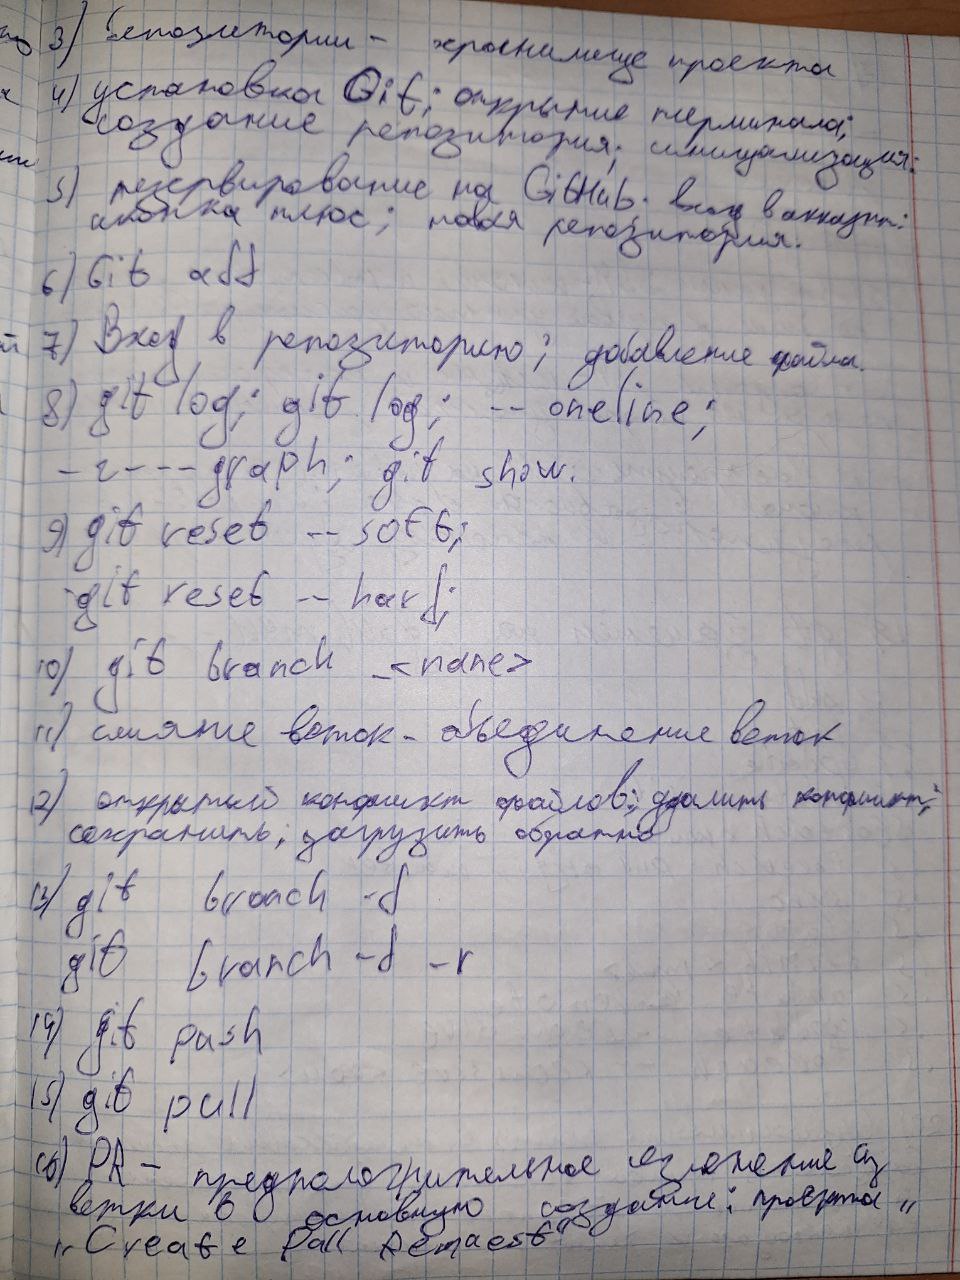 3) Репозитории - хранилище проекта
4) установка Git; открытие терминала;
создание репозитория; инициализация:
5) резервирование на GitHub. вход в аккаунт:
иконка плюс; новая репозитория.
6) Git add
7) Вход в репозиторию; добавление файла.
8) git log; git log; -- oneline;
graph; git show.
9) git reset -- soft;
git reset -- hard;
10) git branch _<name>
11) слияние веток - объединение веток
12) открытый конфликт файлов; удалить конфликт;
сохранить; загрузить обратно
13) git branch -d
git branch -d -r
14) git push
15) git pull
16) PR - предположительное из
ветки в основную создание:
"Create Pull Request"